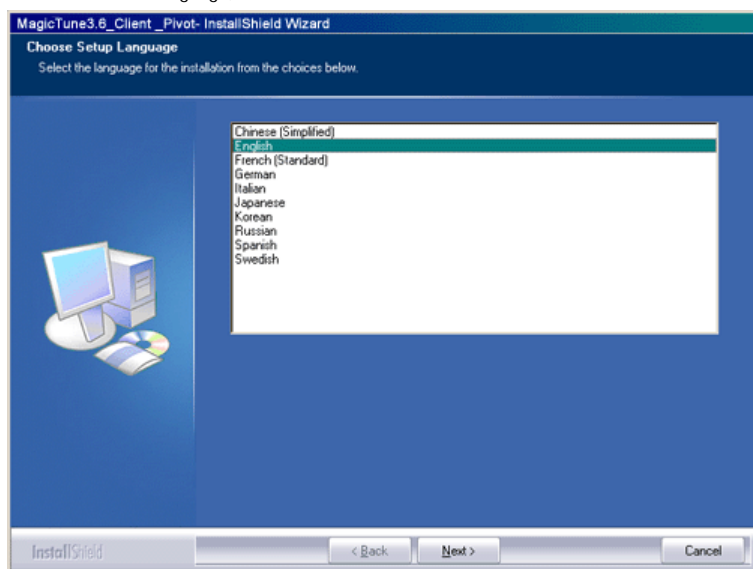 MagicTune3.6_Client _Pivot- InstallShield Wizard
Choose Setup Language
Select the language for the installation from the choices below.
Chinese (Simplified)
English
French (Standard)
German
Italian
Japanese
Korean
Russian
Spanish
Swedish
InstallShield
< Back
Next >
Cancel